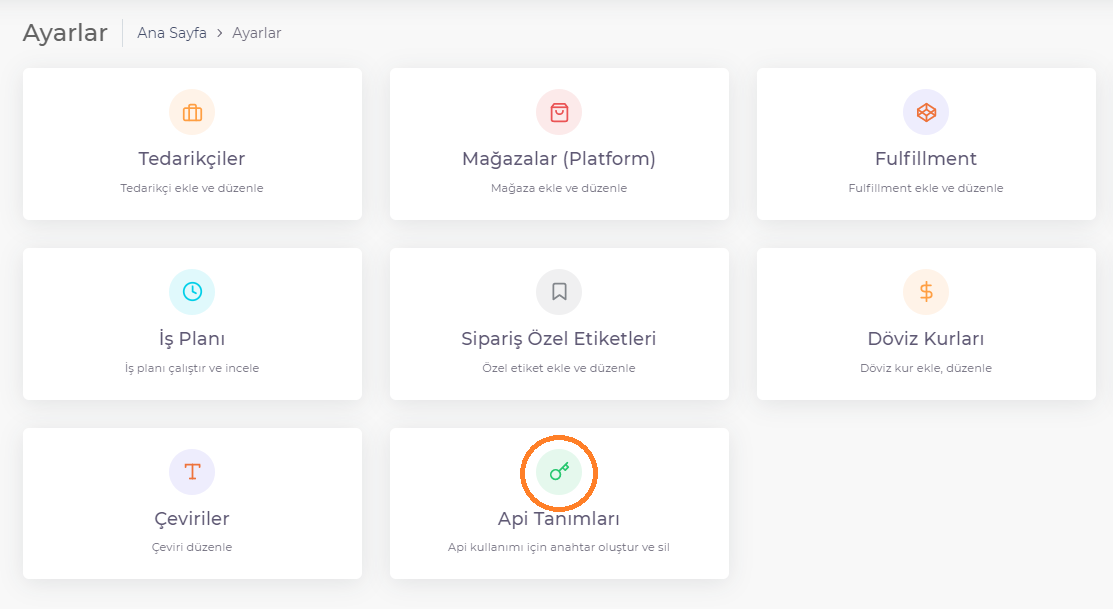 Ayarlar
Ana Sayfa > Ayarlar
Tedarikçiler
Tedarikçi ekle ve düzenle
Mağazalar (Platform)
Mağaza ekle ve düzenle
Fulfillment
Fulfillment ekle ve düzenle
İş Planı
İş planı çalıştır ve incele
Sipariş Özel Etiketleri
Özel etiket ekle ve düzenle
Döviz Kurları
Döviz kur ekle, düzenle
Çeviriler
Çeviri düzenle
Api Tanımları
Api kullanımı için anahtar oluştur ve sil